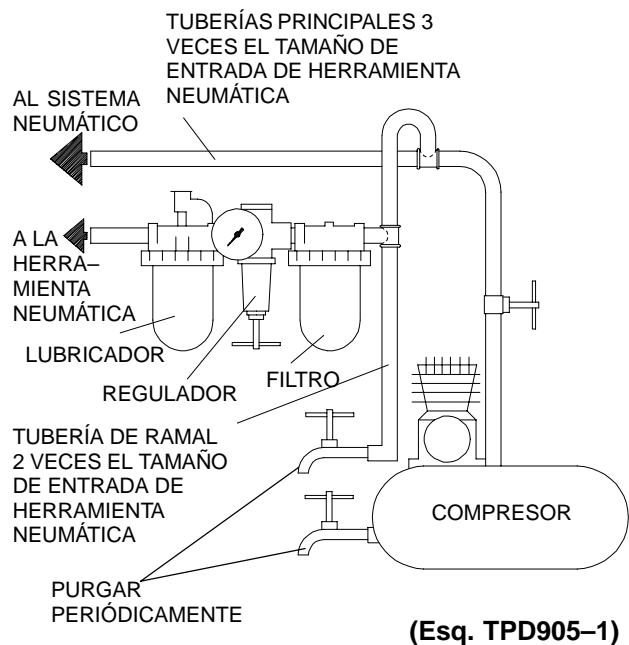 TUBERÍAS PRINCIPALES 3
VECES EL TAMAÑO DE
ENTRADA DE HERRAMIENTA
NEUMÁTICA
AL SISTEMA
NEUMÁTICO
A LA
HERRA–
MIENTA
NEUMÁTICA
LUBRICADOR
REGULADOR
FILTRO
TUBERÍA DE RAMAL
2 VECES EL TAMAÑO
DE ENTRADA DE
HERRAMIENTA
NEUMÁTICA
COMPRESOR
PURGAR
PERIÓDICAMENTE
(Esq. TPD905–1)